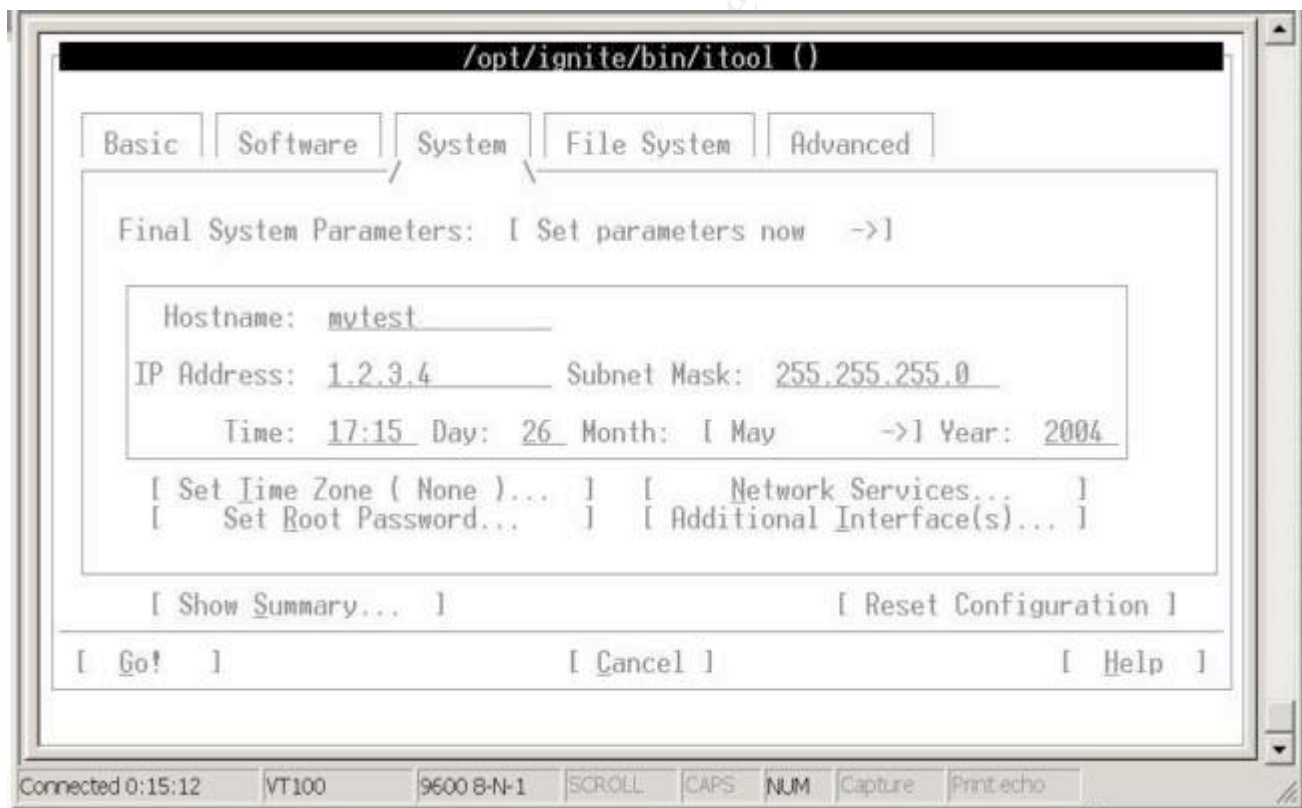 /opt/ignite/bin/itool ()
Basic Software System File System Advanced
Final System Parameters: [ Set parameters now ->]
Hostname: mytest
IP Address: 1.2.3.4 Subnet Mask: 255.255.255.0
Time: 17:15 Day: 26 Month: [ May ->] Year: 2004
[ Set Time Zone ( None )... ] [ Network Services... ]
[ Set Root Password... ] [ Additional Interface(s)... ]
[ Show Summary... ] [ Reset Configuration ]
[ Go! ] [ Cancel ] [ Help ]
Connected 0:15:12 VT100 9600 8-N-1 SCROLL CAPS NUM Capture Print echo